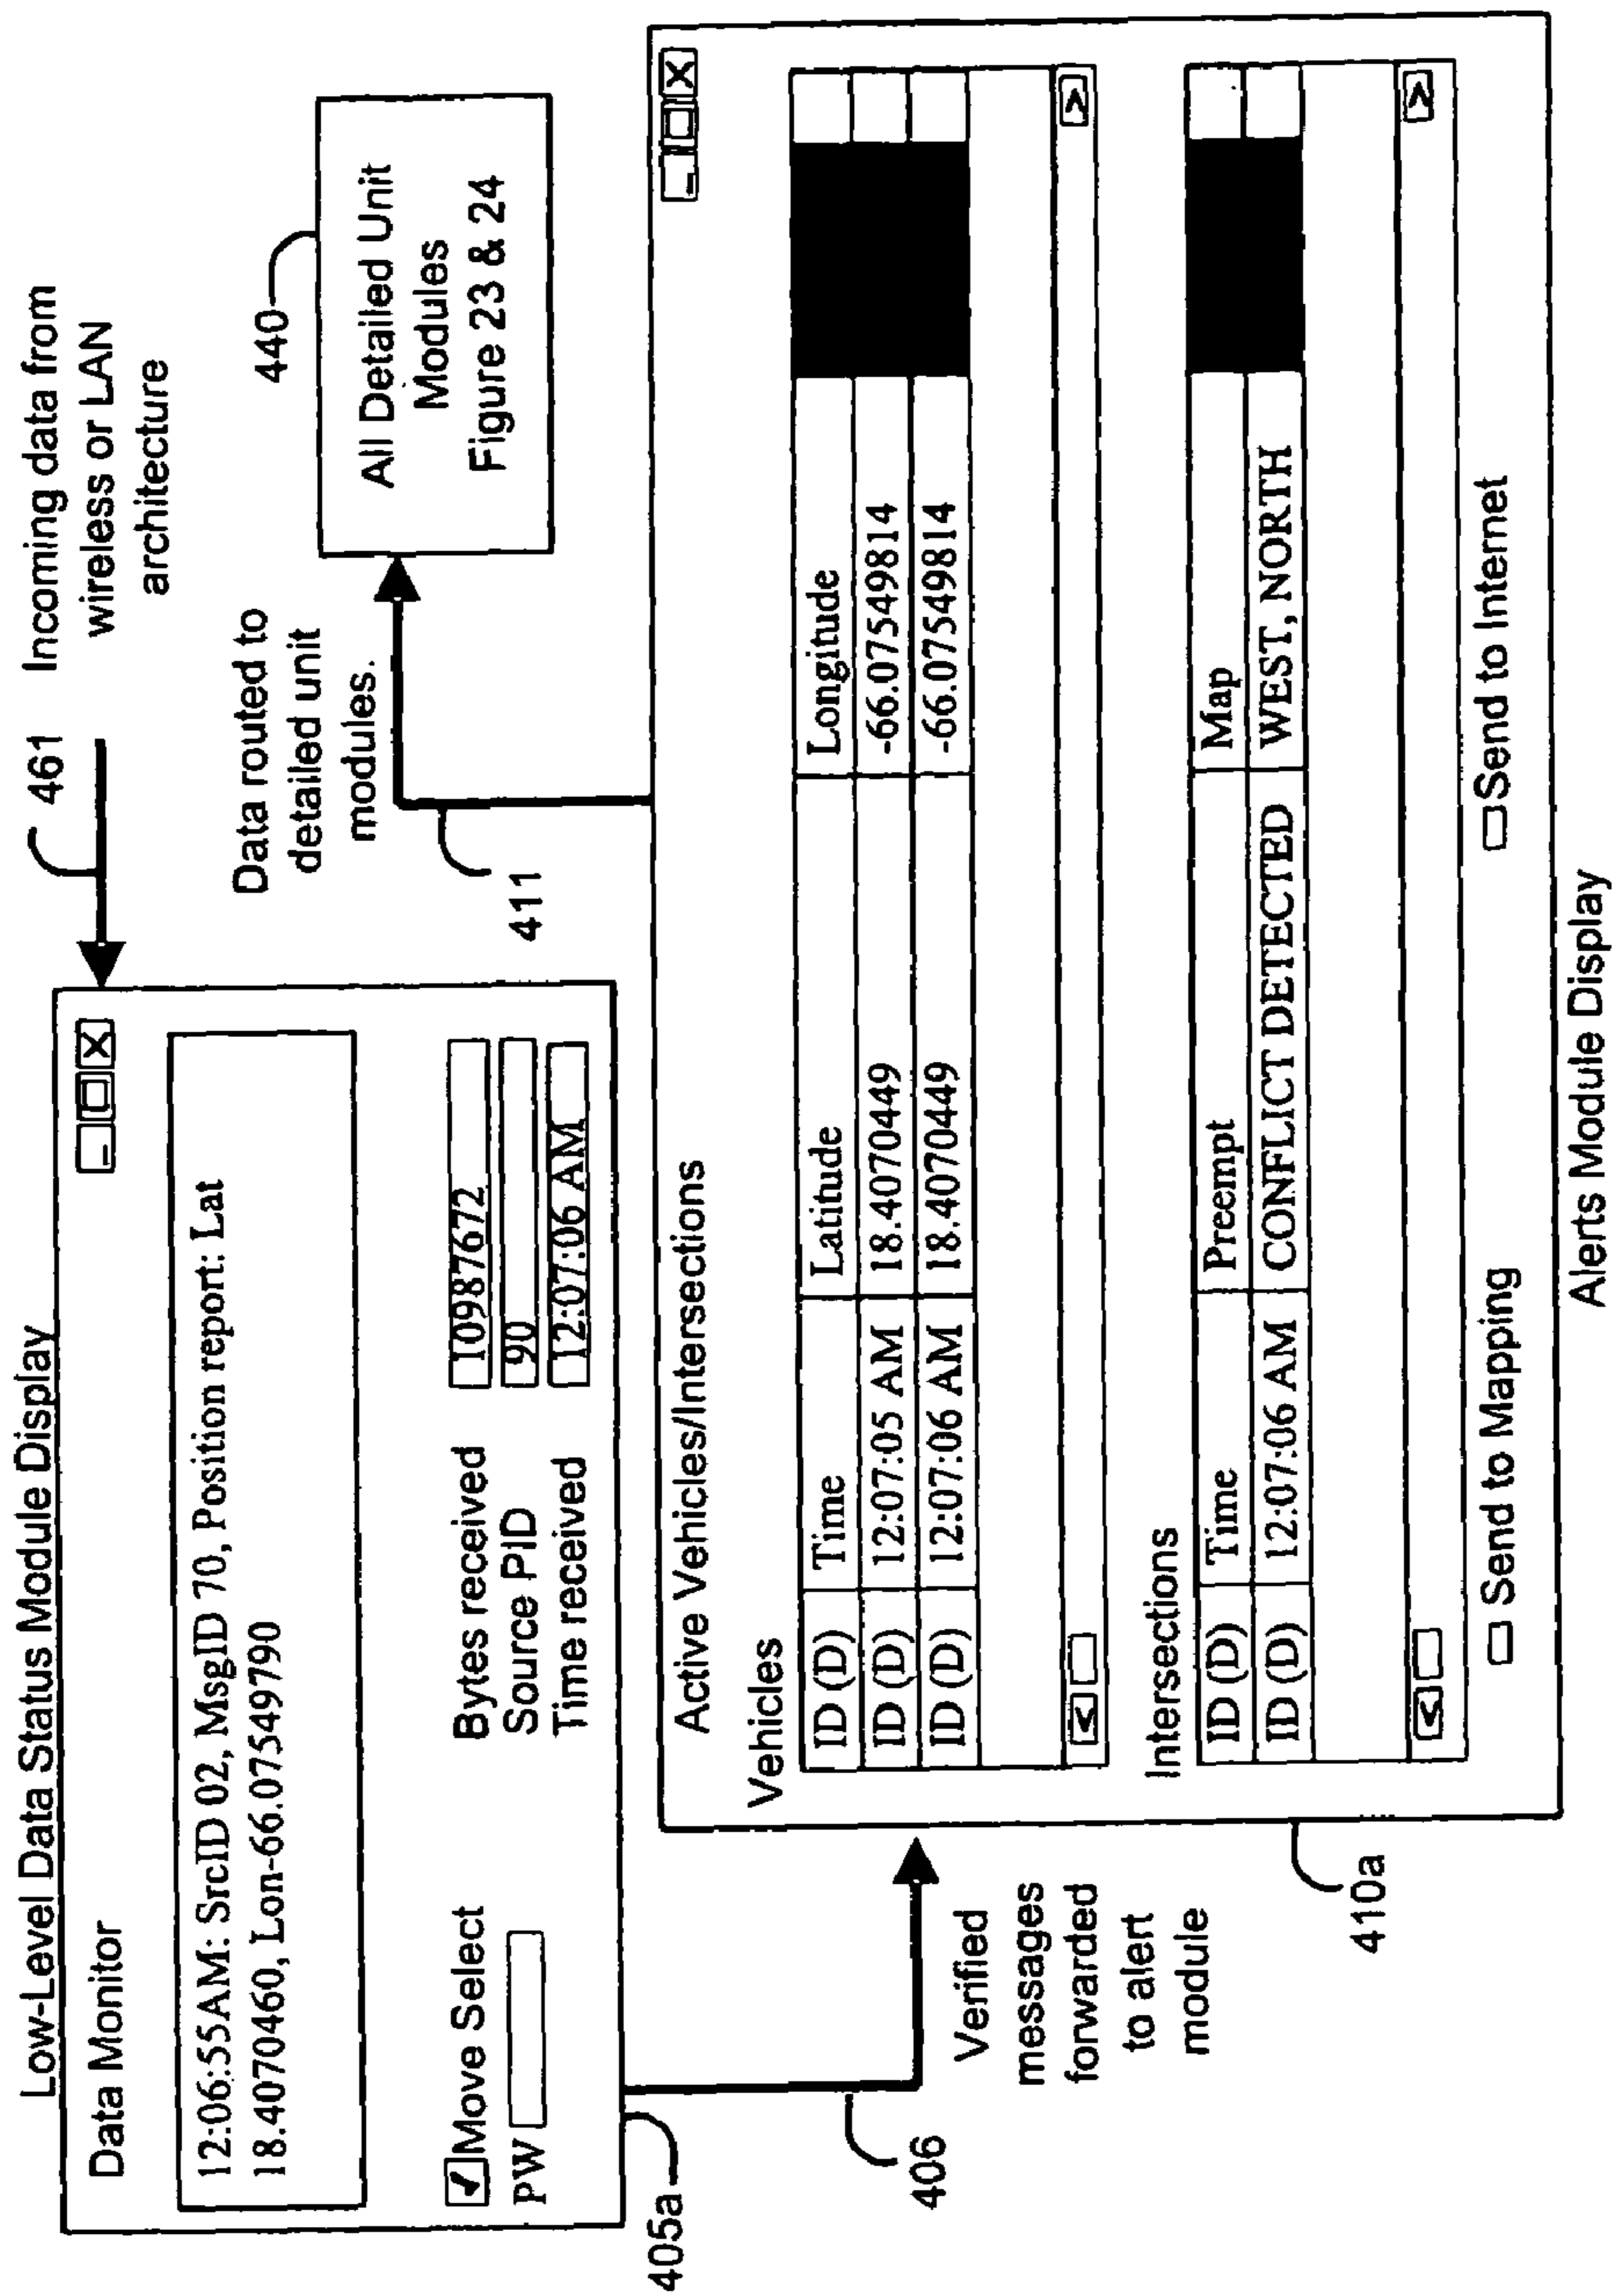 Low-Level Data Status Module Display
Data Monitor
12:06:55AM: SrcID 02, MsgID 70, Position report: Lat
18.4070460, Lon-66.07549790
Move Select
PW
Bytes received 10987672
Source PID 90
Time received 12:07:06 AM
405a
461
Incoming data from
wireless or LAN
architecture
Data routed to
detailed unit
modules.
411
440
All Detailed Unit
Modules
Figure 23 & 24
406
Verified
messages
forwarded
to alert
module
410a
Active Vehicles/Intersections
Vehicles
ID (D) Time Latitude Longitude
ID (D) 12:07:05 AM 18.4070449 -66.07549814
ID (D) 12:07:06 AM 18.4070449 -66.07549814
Intersections
ID (D) Time Preempt Map
ID (D) 12:07:06 AM CONFLICT DETECTED WEST, NORTH
Send to Mapping Send to Internet
Alerts Module Display